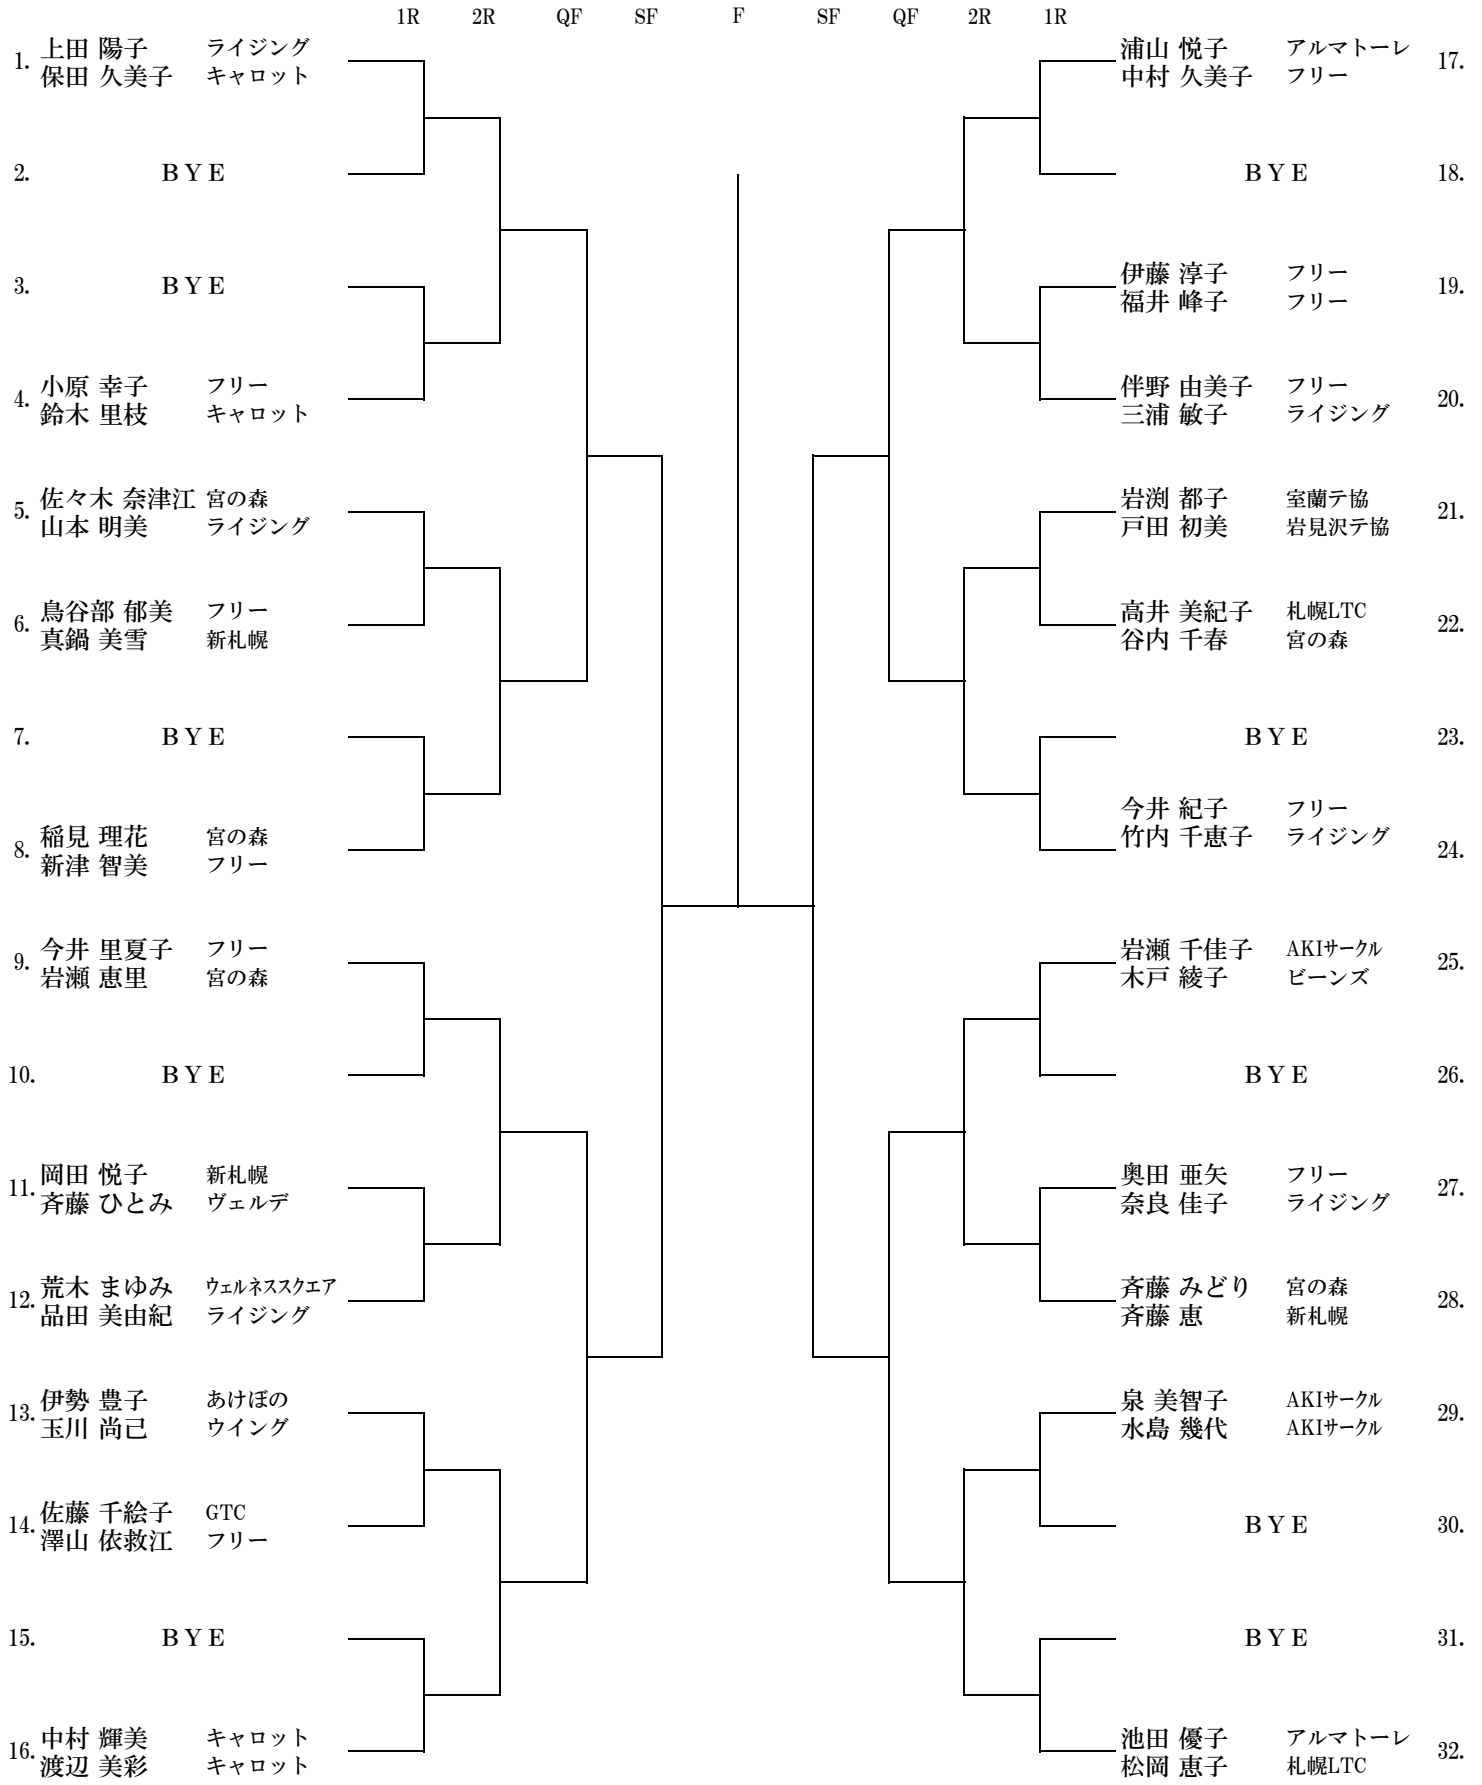 1R 2R QF SF F SF QF 2R 1R
1. 上田 陽子 ライジング
保田 久美子 キャロット
2. BYE
3. BYE
4. 小原 幸子 フリー
鈴木 里枝 キャロット
5. 佐々木 奈津江 宮の森
山本 明美 ライジング
6. 鳥谷部 郁美 フリー
真鍋 美雪 新札幌
7. BYE
8. 稲見 理花 宮の森
新津 智美 フリー
9. 今井 里夏子 フリー
岩瀬 恵里 宮の森
10. BYE
11. 岡田 悦子 新札幌
斉藤 ひとみ ヴェルデ
12. 荒木 まゆみ ウェルネススクエア
品田 美由紀 ライジング
13. 伊勢 豊子 あけぼの
玉川 尚己 ウイング
14. 佐藤 千絵子 GTC
澤山 依救江 フリー
15. BYE
16. 中村 輝美 キャロット
渡辺 美彩 キャロット
浦山 悦子 アルマトーレ 17.
中村 久美子 フリー
BYE 18.
伊藤 淳子 フリー 19.
福井 峰子 フリー
伴野 由美子 フリー 20.
三浦 敏子 ライジング
岩渕 都子 室蘭テ協 21.
戸田 初美 岩見沢テ協
高井 美紀子 札幌LTC 22.
谷内 千春 宮の森
BYE 23.
今井 紀子 フリー
竹内 千恵子 ライジング 24.
岩瀬 千佳子 AKIサークル 25.
木戸 綾子 ビーンズ
BYE 26.
奥田 亜矢 フリー 27.
奈良 佳子 ライジング
斉藤 みどり 宮の森 28.
斉藤 恵 新札幌
泉 美智子 AKIサークル 29.
水島 幾代 AKIサークル
BYE 30.
BYE 31.
池田 優子 アルマトーレ 32.
松岡 恵子 札幌LTC